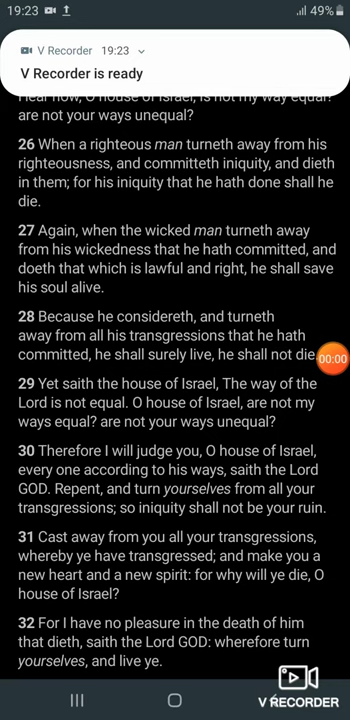 19:23 49%
V Recorder 19:23
V Recorder is ready
Hear now, O house of Israel; Is not my way equal?
are not your ways unequal?
26 When a righteous man turneth away from his
righteousness, and committeth iniquity, and dieth
in them; for his iniquity that he hath done shall he
die.
27 Again, when the wicked man turneth away
from his wickedness that he hath committed, and
doeth that which is lawful and right, he shall save
his soul alive.
28 Because he considereth, and turneth
away from all his transgressions that he hath
committed, he shall surely live, he shall not die.
00:00
29 Yet saith the house of Israel, The way of the
Lord is not equal. O house of Israel, are not my
ways equal? are not your ways unequal?
30 Therefore I will judge you, O house of Israel,
every one according to his ways, saith the Lord
GOD. Repent, and turn yourselves from all your
transgressions; so iniquity shall not be your ruin.
31 Cast away from you all your transgressions,
whereby ye have transgressed; and make you a
new heart and a new spirit: for why will ye die, O
house of Israel?
32 For I have no pleasure in the death of him
that dieth, saith the Lord GOD: wherefore turn
yourselves, and live ye.
V RECORDER